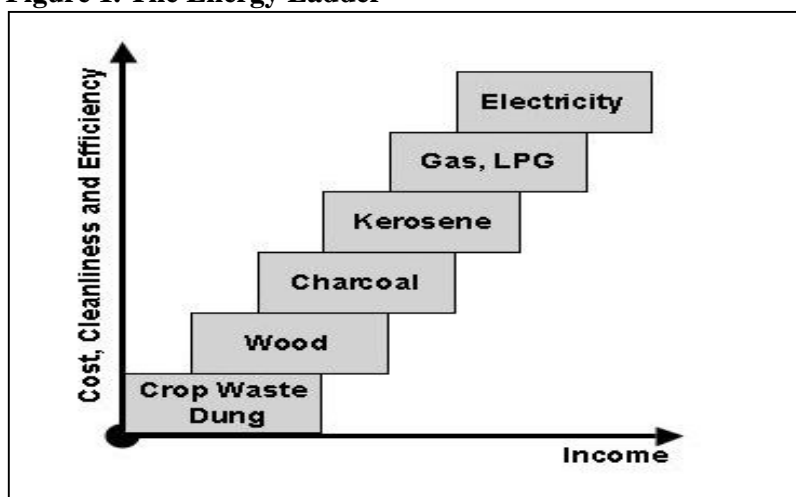 Figure 1. The Energy Ladder
Cost, Cleanliness and Efficiency
Electricity
Gas, LPG
Kerosene
Charcoal
Wood
Crop Waste
Dung
Income